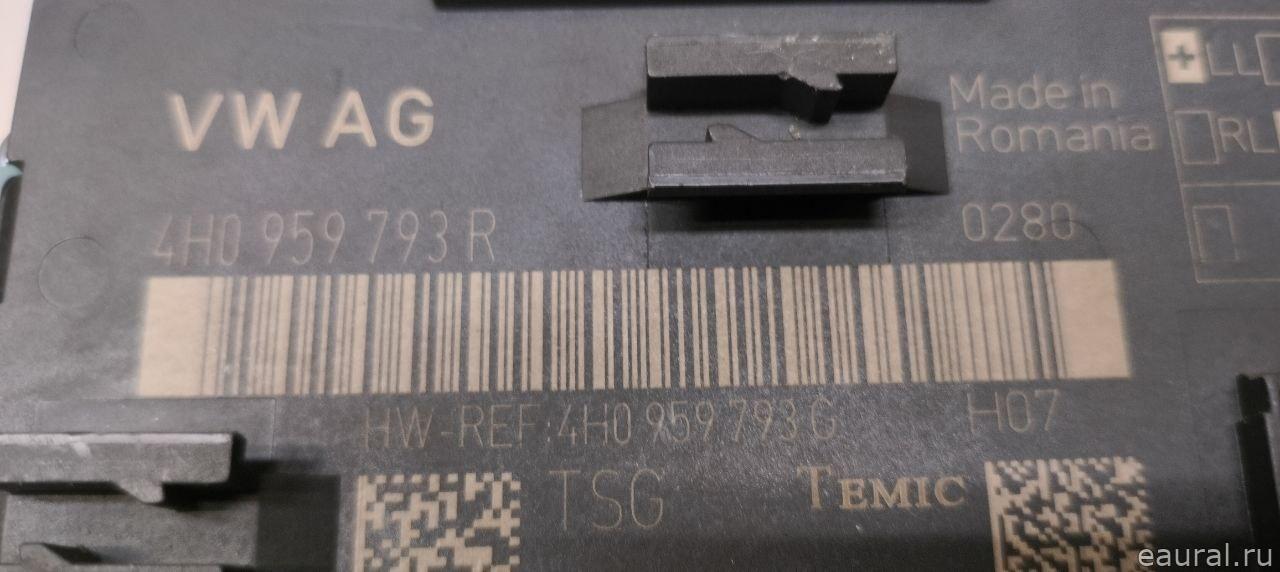 VW AG
Made in
Romania
LL
RL
4H0 959 793 R
0280
HW-REF:4H0 959 793 G
H07
TSG
TEMIC
eaural.ru